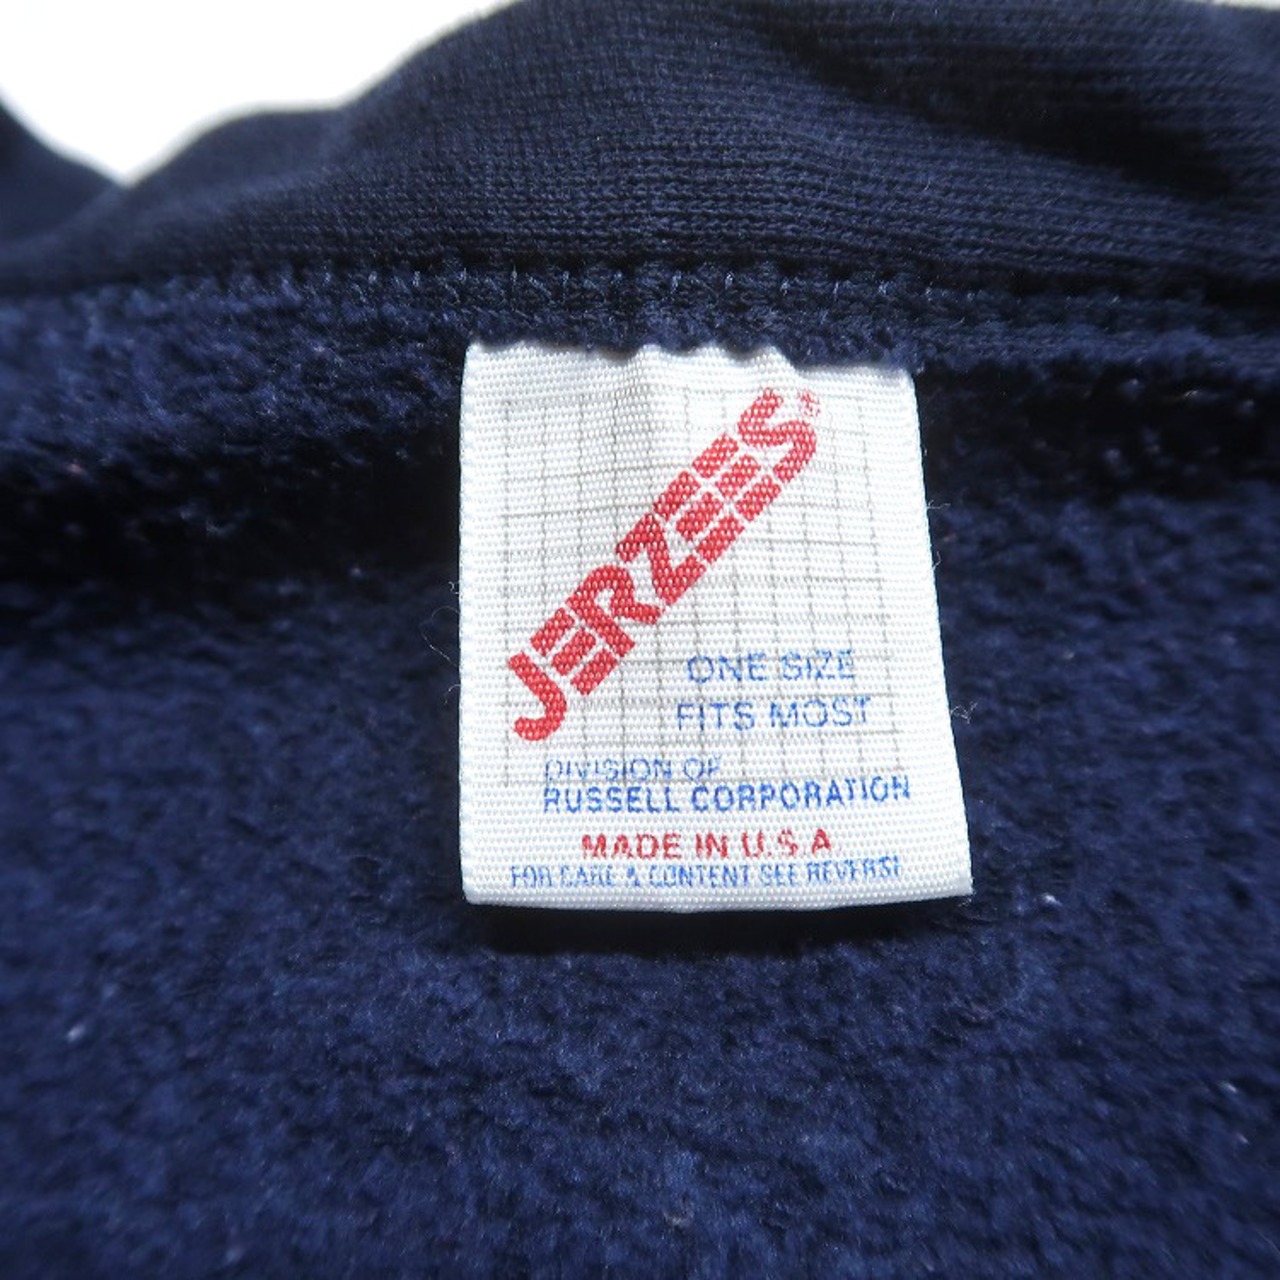 JERZEES®
ONE SIZE
FITS MOST
DIVISION OF
RUSSELL CORPORATION
MADE IN U.S.A
FOR CARE & CONTENT SEE REVERSE